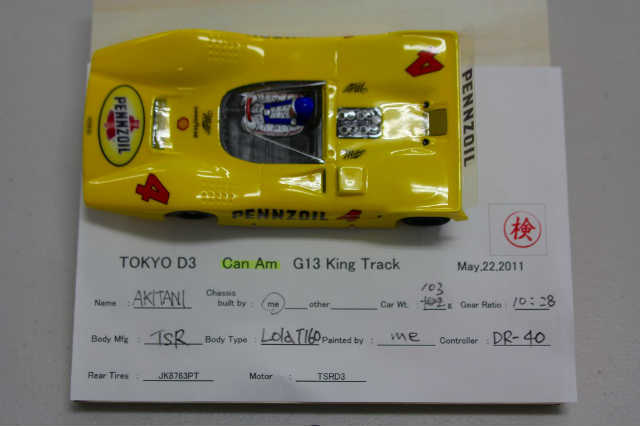 PENNZOIL
4
PENNZOIL
4
PENNZOIL 4
検
TOKYO D3 Can Am G13 King Track May,22,2011
Name : AKITANI Chassis built by : me other Car Wt. : 102 103 g Gear Ratio : 10:28
Body Mfg : TSR Body Type : Lola T160 Painted by : me Controller : DR-40
Rear Tires : JK8763PT Motor : TSRD3